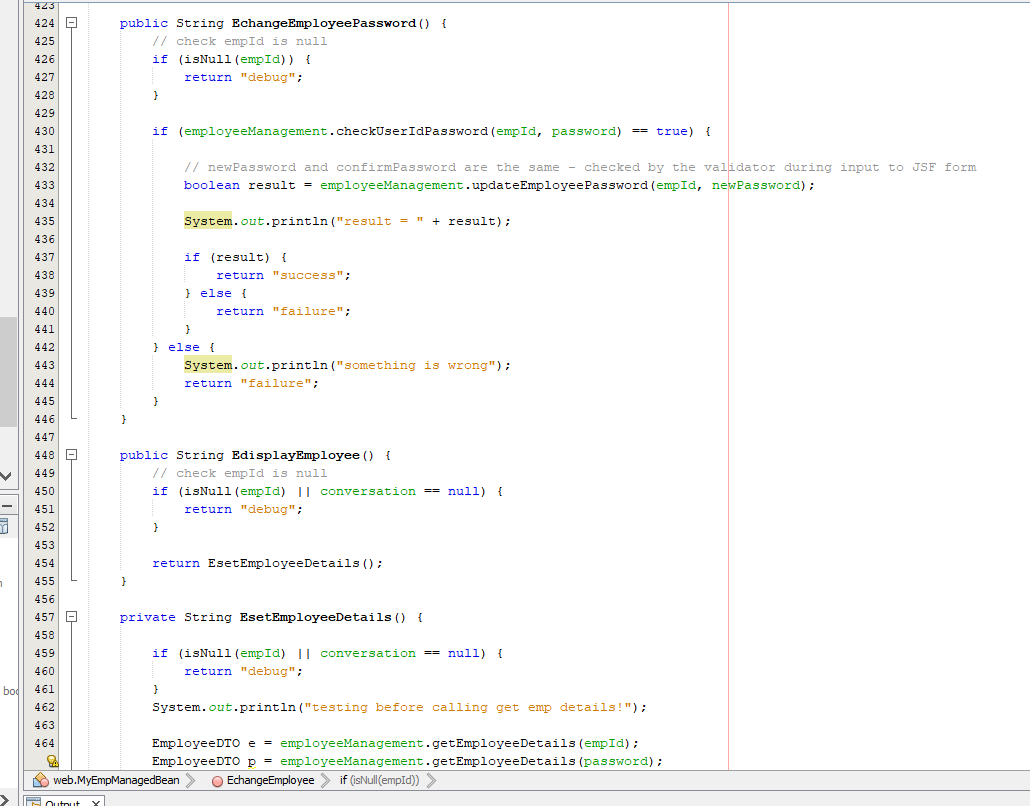 423
424 public String EchangeEmployeePassword() {
425 // check empId is null
426 if (isNull(empId)) {
427 return "debug";
428 }
429
430 if (employeeManagement.checkUserIdPassword(empId, password) == true) {
431
432 // newPassword and confirmPassword are the same - checked by the validator during input to JSF form
433 boolean result = employeeManagement.updateEmployeePassword(empId, newPassword);
434
435 System.out.println("result = " + result);
436
437 if (result) {
438 return "success";
439 } else {
440 return "failure";
441 }
442 } else {
443 System.out.println("something is wrong");
444 return "failure";
445 }
446 }
447
448 public String EdisplayEmployee() {
449 // check empId is null
450 if (isNull(empId) || conversation == null) {
451 return "debug";
452 }
453
454 return EsetEmployeeDetails();
455 }
456
457 private String EsetEmployeeDetails() {
458
459 if (isNull(empId) || conversation == null) {
460 return "debug";
461 }
462 System.out.println("testing before calling get emp details!");
463
464 EmployeeDTO e = employeeManagement.getEmployeeDetails(empId);
EmployeeDTO p = employeeManagement.getEmployeeDetails(password);
web.MyEmpManagedBean EchangeEmployee if (isNull(empId))
Output